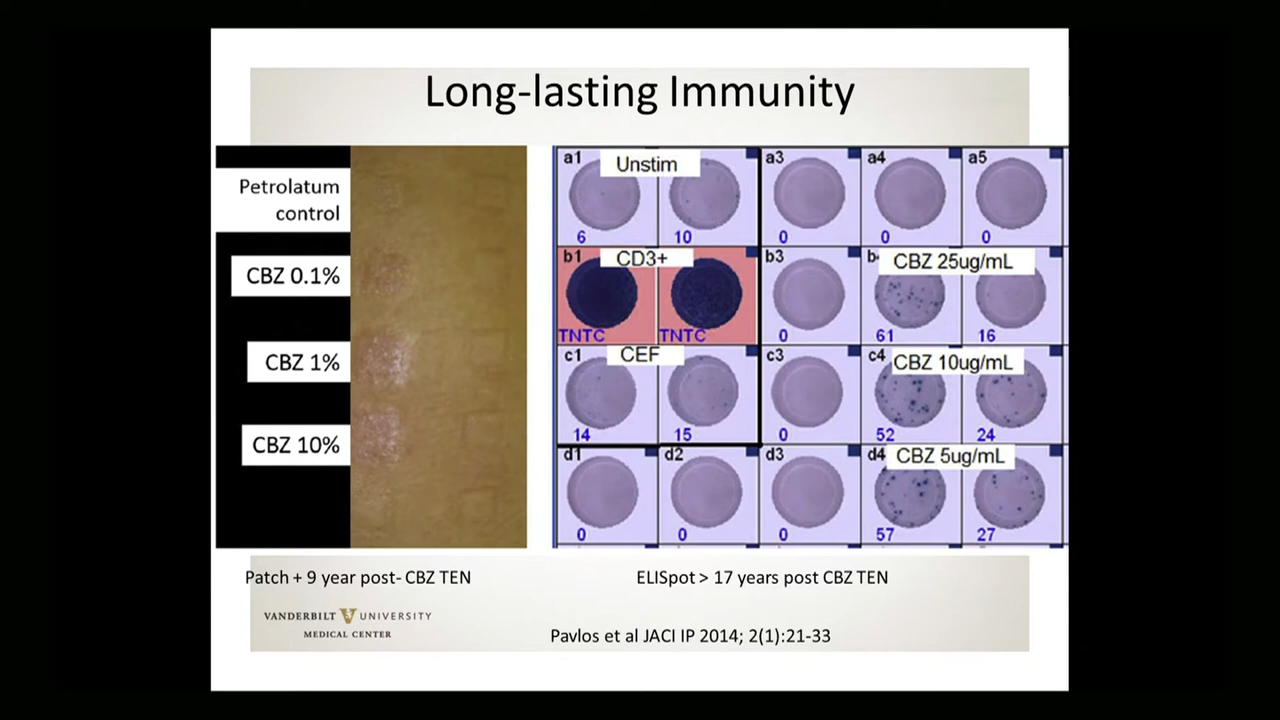 Long-lasting Immunity
Petrolatum
control
CBZ 0.1%
CBZ 1%
CBZ 10%
a1 Unstim a3 a4 a5
6 10 0 0 0
b1 CD3+ b3 b4 CBZ 25ug/mL
TNTC TNTC 0 61 16
c1 CEF c3 c4 CBZ 10ug/mL
14 15 0 52 24
d1 d2 d3 d4 CBZ 5ug/mL
0 0 0 57 27
Patch + 9 year post- CBZ TEN
ELISpot > 17 years post CBZ TEN
VANDERBILT V UNIVERSITY
MEDICAL CENTER
Pavlos et al JACI IP 2014; 2(1):21-33